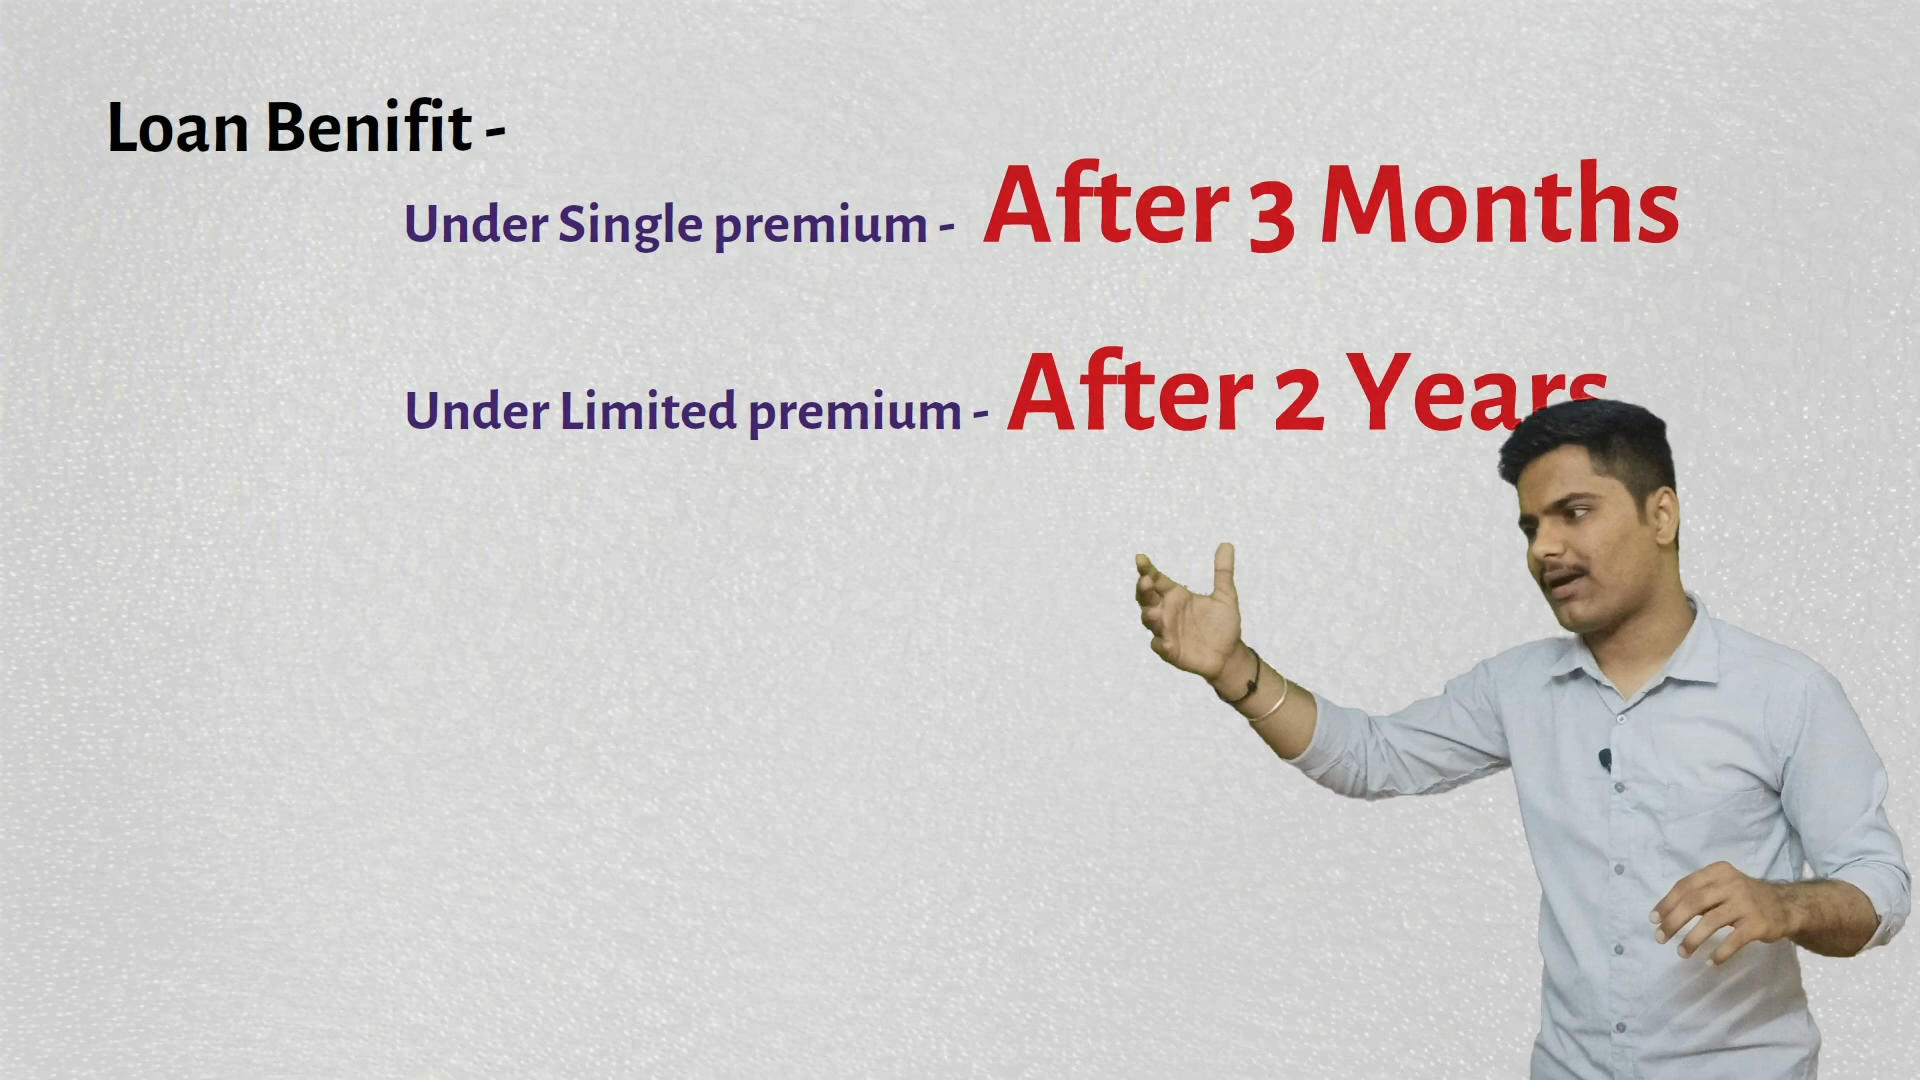 Loan Benifit -
Under Single premium - After 3 Months
Under Limited premium - After 2 Years